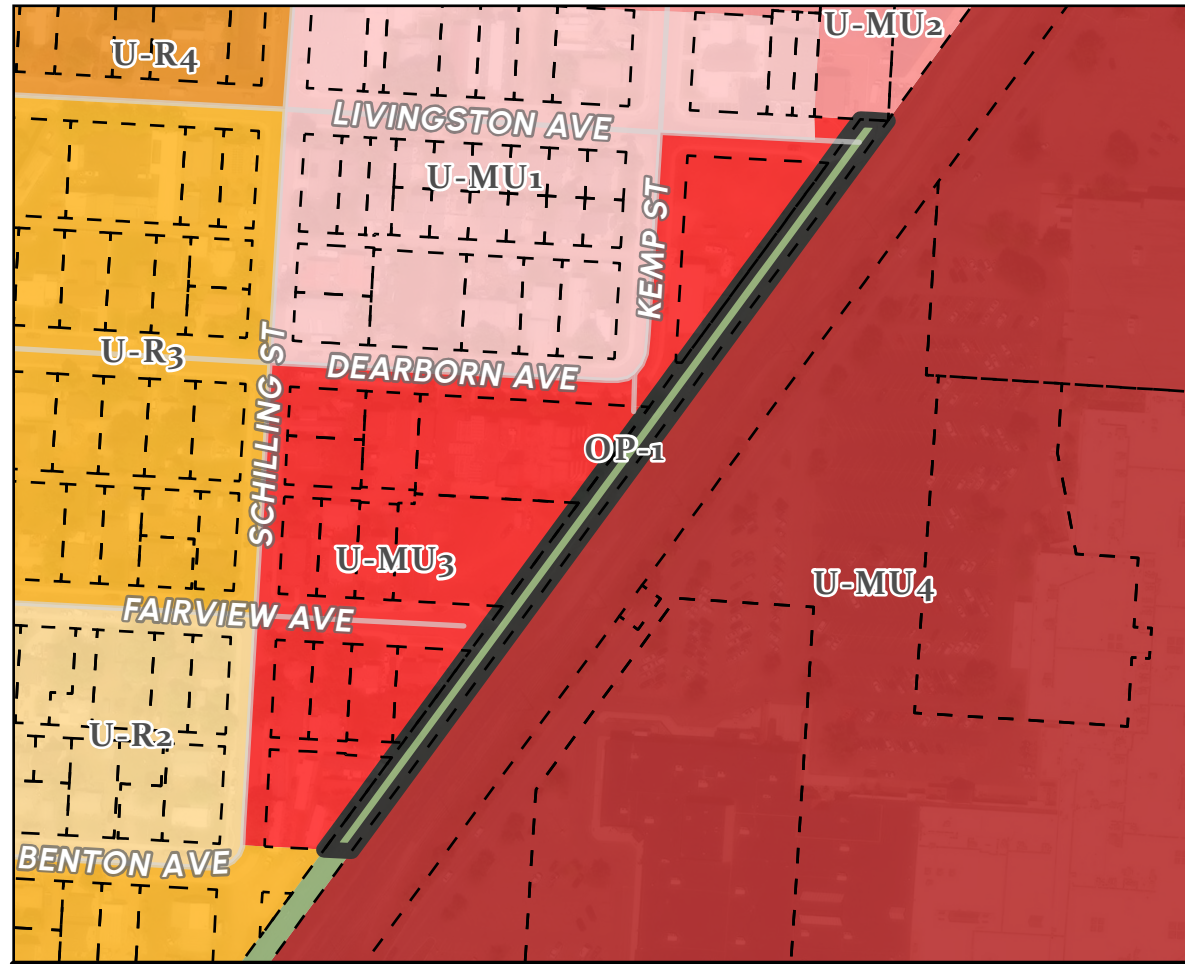 U-MU2
U-R4
LIVINGSTON AVE
U-MU1
KEMP ST
U-R3
DEARBORN AVE
SCHILLING ST
OP-1
U-MU3
U-MU4
FAIRVIEW AVE
U-R2
BENTON AVE